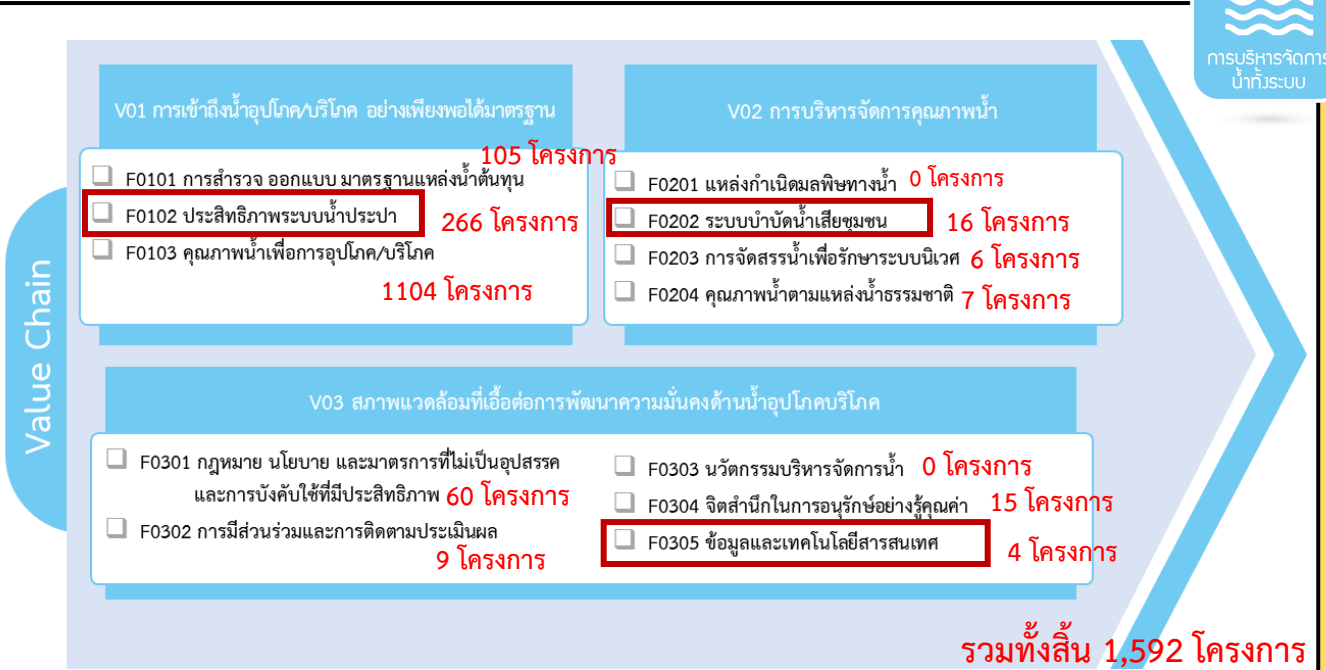 การบริหารจัดการ
น้ำทั้งระบบ
Value Chain
V01 การเข้าถึงน้ำอุปโภค/บริโภค อย่างเพียงพอได้มาตรฐาน
105 โครงการ
F0101 การสำรวจ ออกแบบ มาตรฐานแหล่งน้ำต้นทุน
F0102 ประสิทธิภาพระบบน้ำประปา 266 โครงการ
F0103 คุณภาพน้ำเพื่อการอุปโภค/บริโภค
1104 โครงการ
V02 การบริหารจัดการคุณภาพน้ำ
F0201 แหล่งกำเนิดมลพิษทางน้ำ 0 โครงการ
F0202 ระบบบำบัดน้ำเสียชุมชน 16 โครงการ
F0203 การจัดสรรน้ำเพื่อรักษาระบบนิเวศ 6 โครงการ
F0204 คุณภาพน้ำตามแหล่งน้ำธรรมชาติ 7 โครงการ
V03 สภาพแวดล้อมที่เอื้อต่อการพัฒนาความมั่นคงด้านน้ำอุปโภคบริโภค
F0301 กฎหมาย นโยบาย และมาตรการที่ไม่เป็นอุปสรรค
และการบังคับใช้ที่มีประสิทธิภาพ 60 โครงการ
F0302 การมีส่วนร่วมและการติดตามประเมินผล
9 โครงการ
F0303 นวัตกรรมบริหารจัดการน้ำ 0 โครงการ
F0304 จิตสำนึกในการอนุรักษ์อย่างรู้คุณค่า 15 โครงการ
F0305 ข้อมูลและเทคโนโลยีสารสนเทศ 4 โครงการ
รวมทั้งสิ้น 1,592 โครงการ